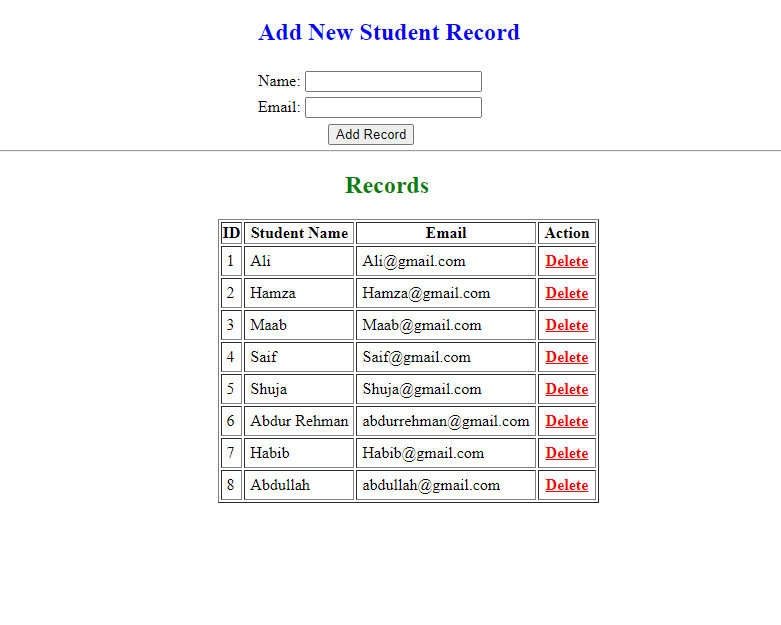 Add New Student Record
Name:
Email:
Add Record
Records
ID Student Name Email Action
1 Ali Ali@gmail.com Delete
2 Hamza Hamza@gmail.com Delete
3 Maab Maab@gmail.com Delete
4 Saif Saif@gmail.com Delete
5 Shuja Shuja@gmail.com Delete
6 Abdur Rehman abdurrehman@gmail.com Delete
7 Habib Habib@gmail.com Delete
8 Abdullah abdullah@gmail.com Delete